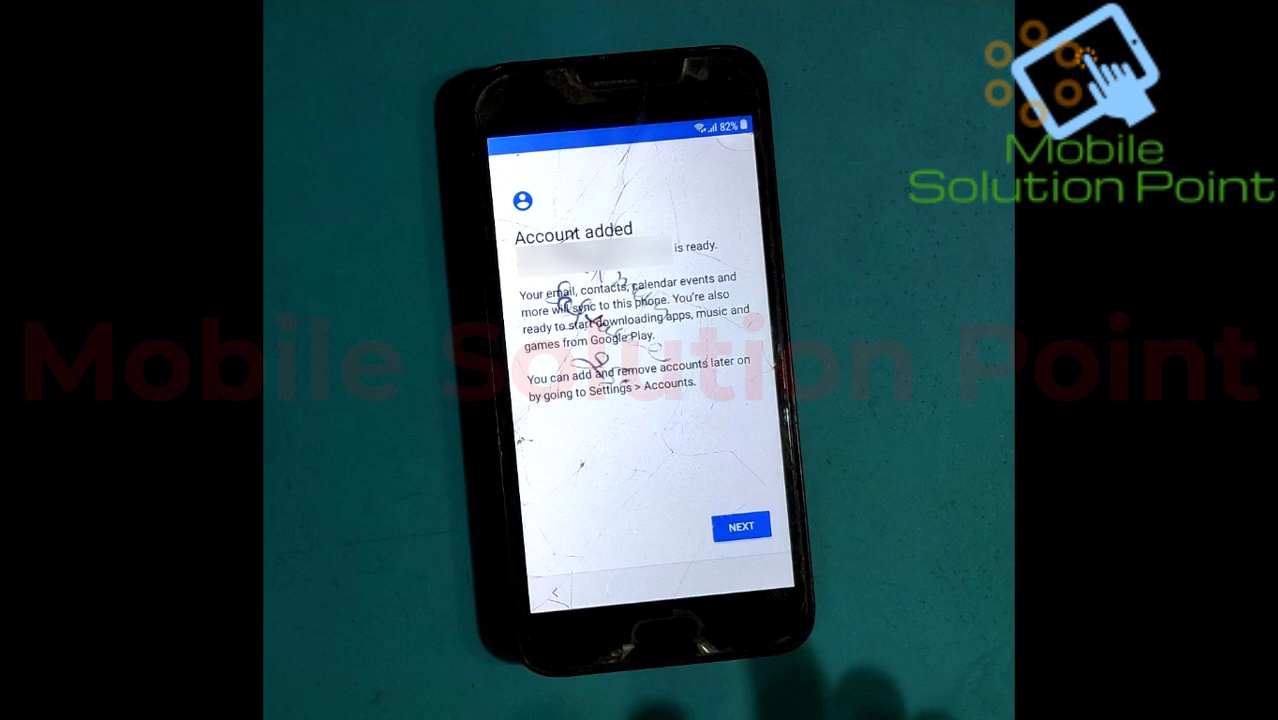 Mobile
Solution Point
82%
Account added
is ready.
Your email, contacts, calendar events and
more will sync to this phone. You're also
ready to start downloading apps, music and
games from Google Play.
You can add and remove accounts later on
by going to Settings > Accounts.
NEXT
Mobile Solution Point